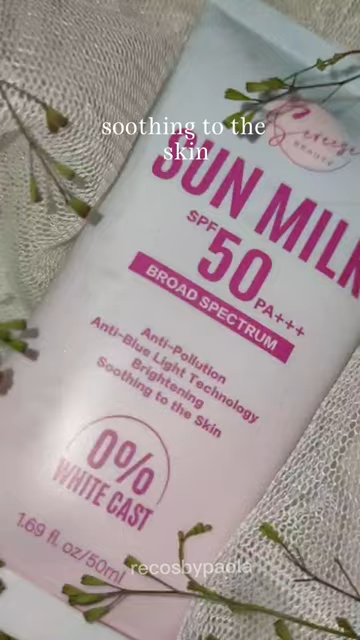 soothing to the
skin
BEAUTE
SUN MILK
SPF
50
PA+++
BROAD SPECTRUM
Anti-Pollution
Anti-Blue Light Technology
Brightening
Soothing to the Skin
0%
WHITE CAST
1.69 fl. oz/50ml
recosbypaola